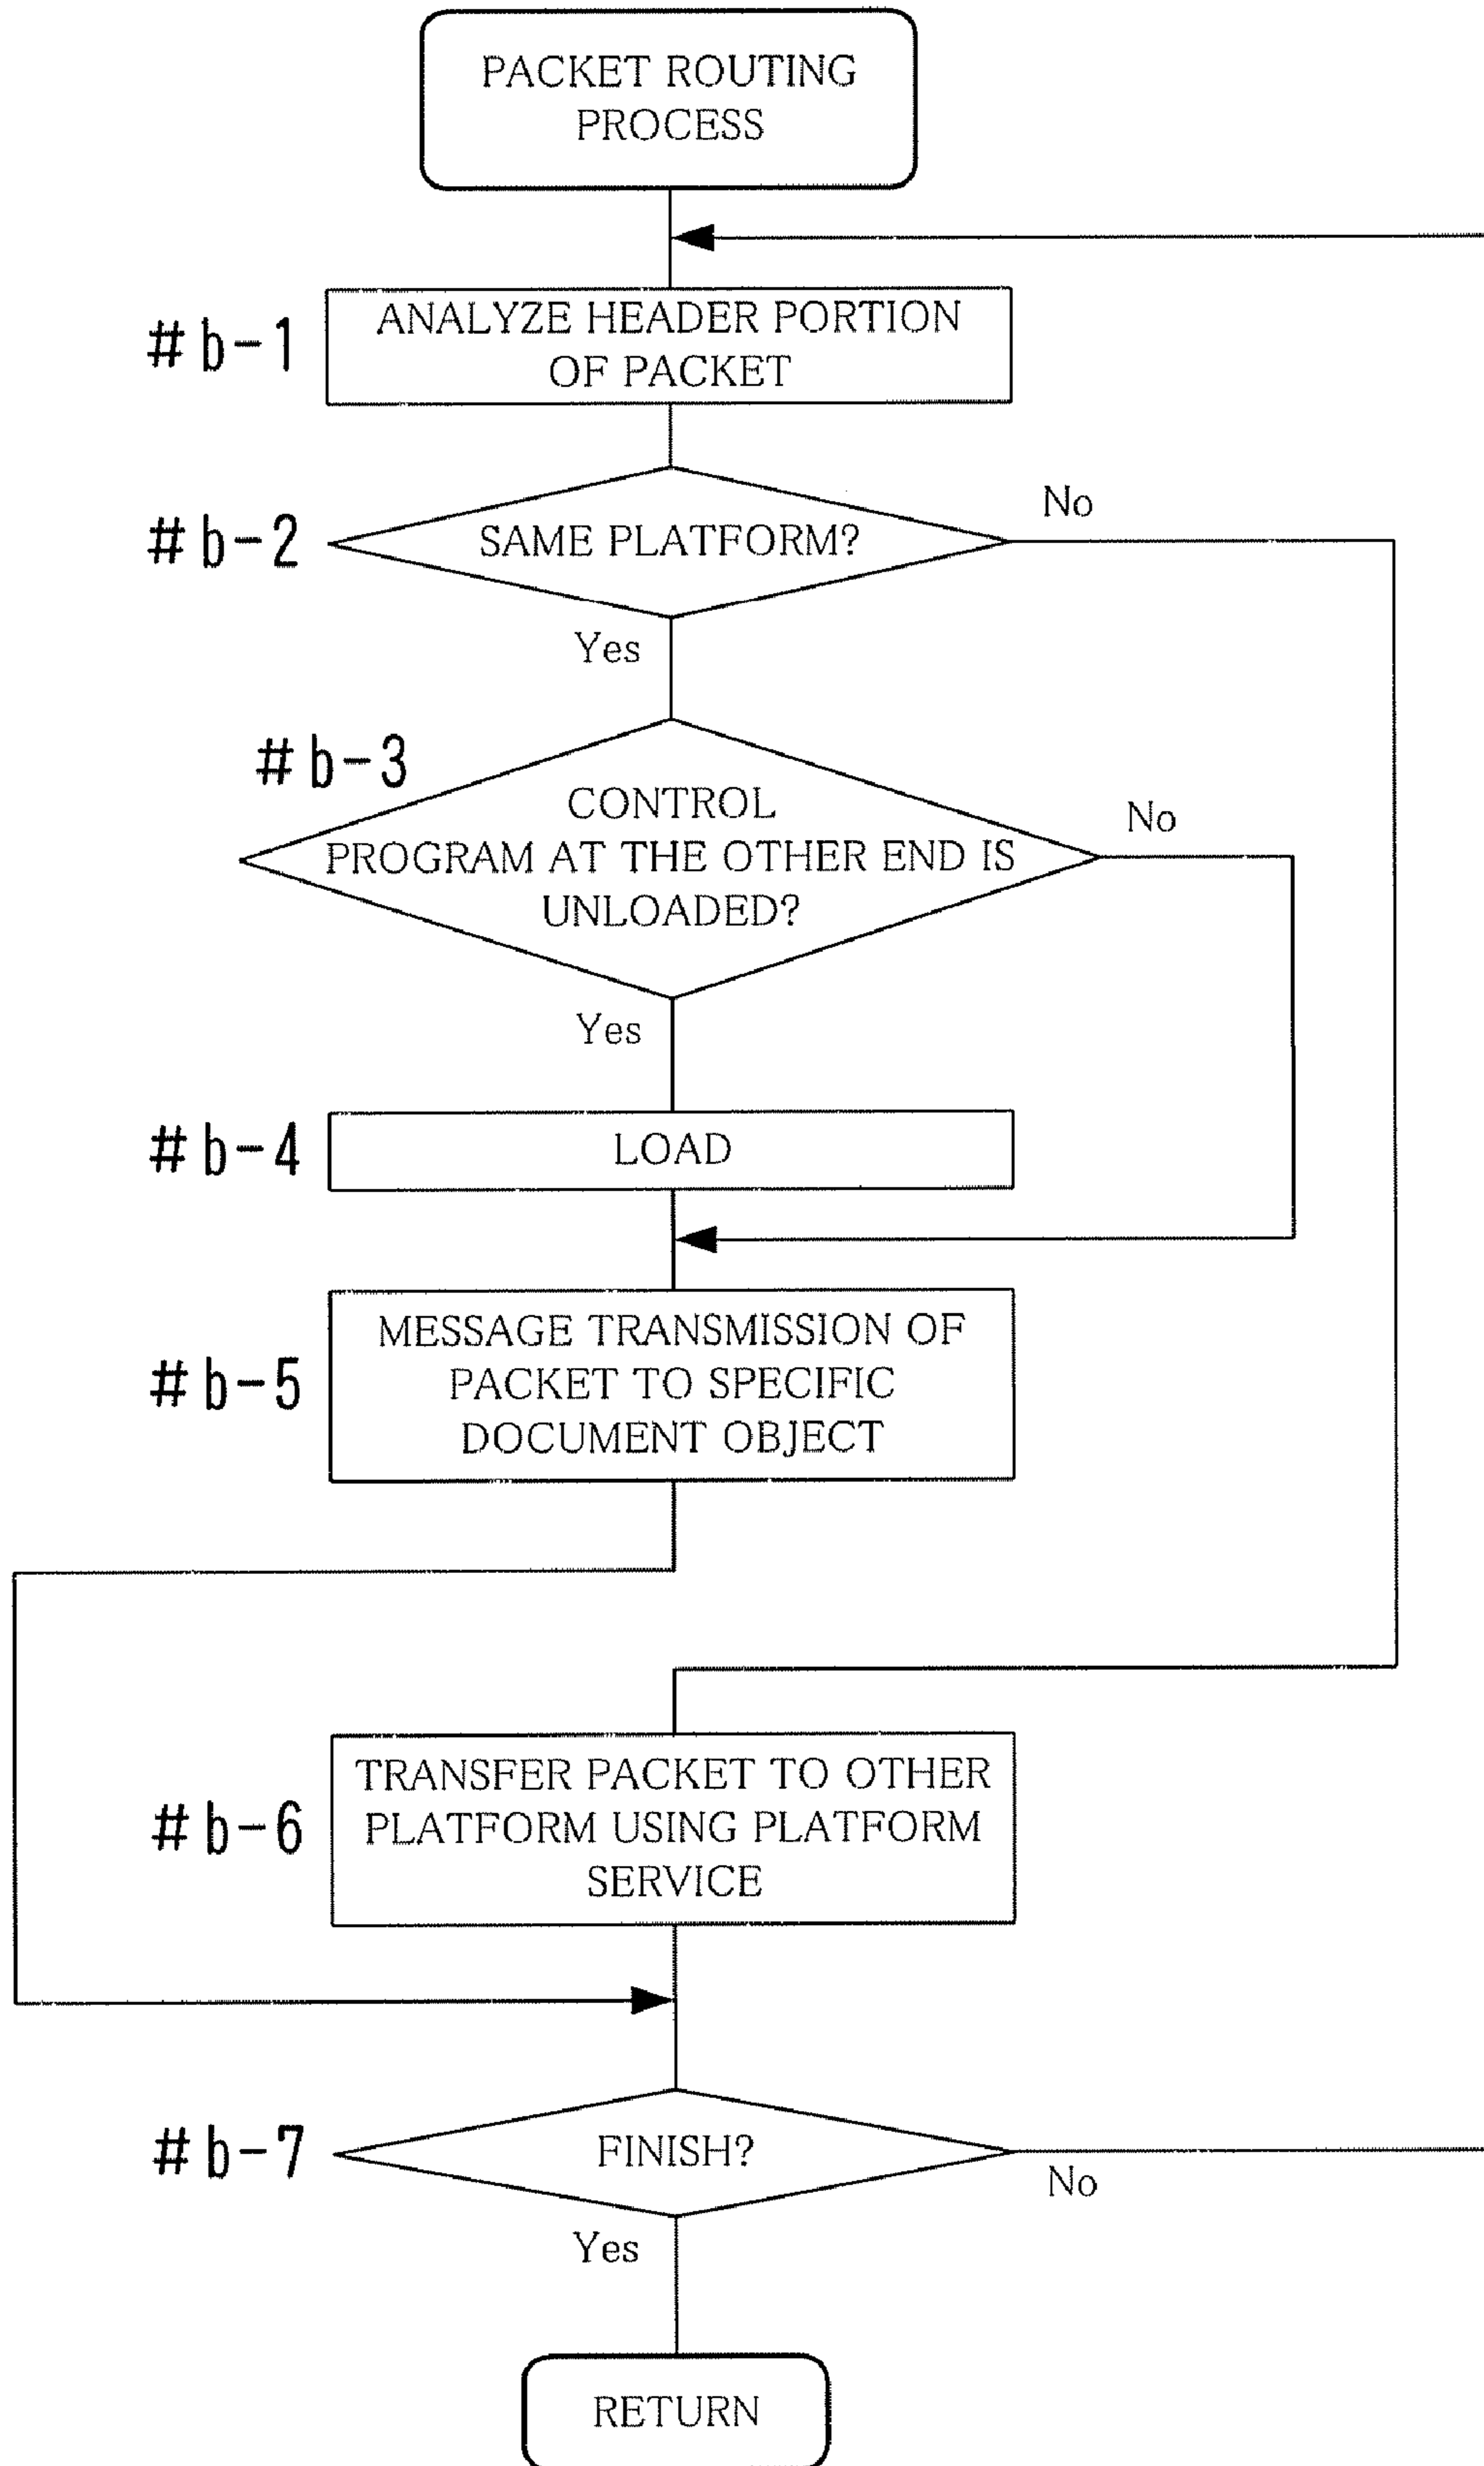 PACKET ROUTING
PROCESS
#b-1
ANALYZE HEADER PORTION
OF PACKET
#b-2
SAME PLATFORM?
No
Yes
#b-3
CONTROL
PROGRAM AT THE OTHER END IS
UNLOADED?
No
Yes
#b-4
LOAD
#b-5
MESSAGE TRANSMISSION OF
PACKET TO SPECIFIC
DOCUMENT OBJECT
#b-6
TRANSFER PACKET TO OTHER
PLATFORM USING PLATFORM
SERVICE
#b-7
FINISH?
No
Yes
RETURN